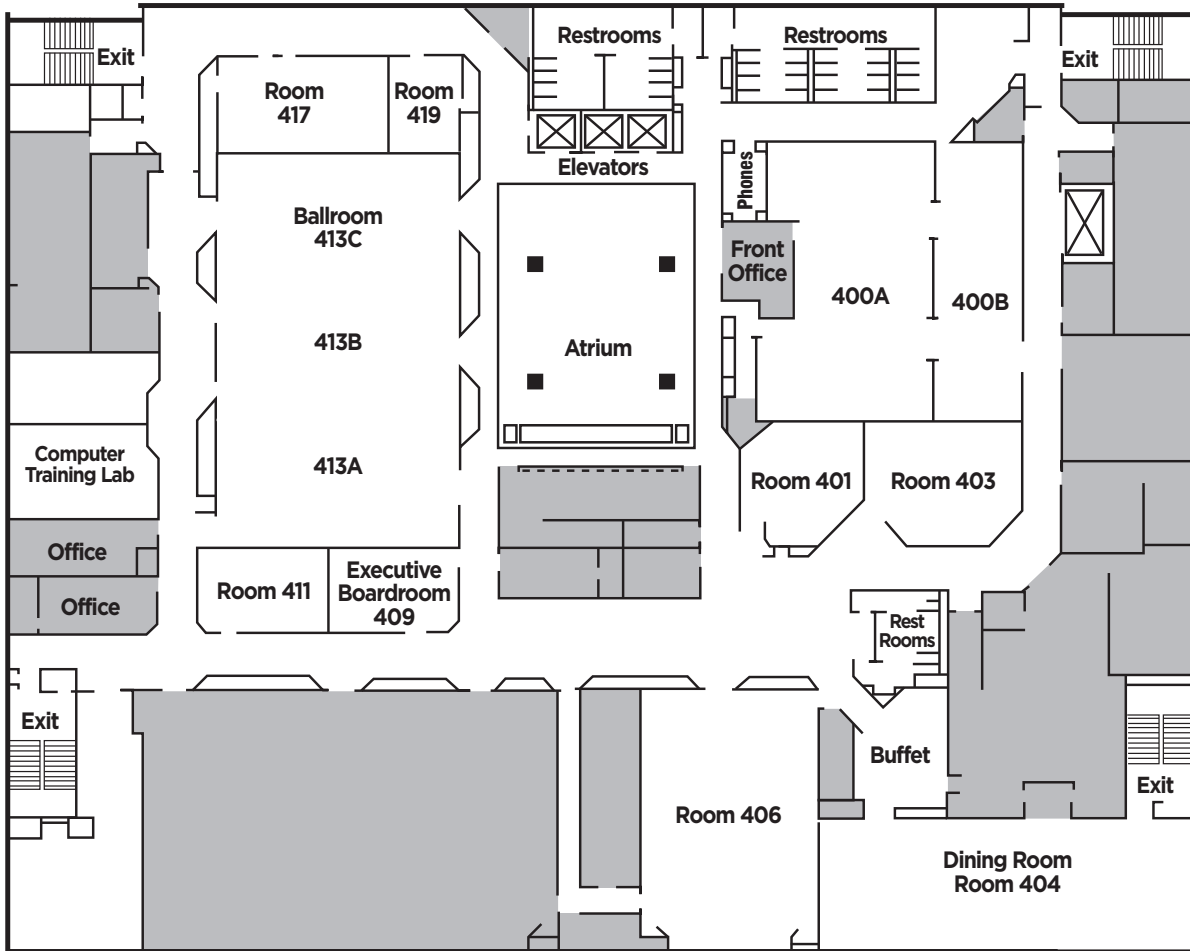 Exit
Restrooms
Restrooms
Exit
Room
417
Room
419
Elevators
Phones
Ballroom
413C
Front
Office
400A
400B
413B
Atrium
Computer
Training Lab
413A
Room 401
Room 403
Office
Office
Room 411
Executive
Boardroom
409
Rest
Rooms
Exit
Buffet
Exit
Room 406
Dining Room
Room 404